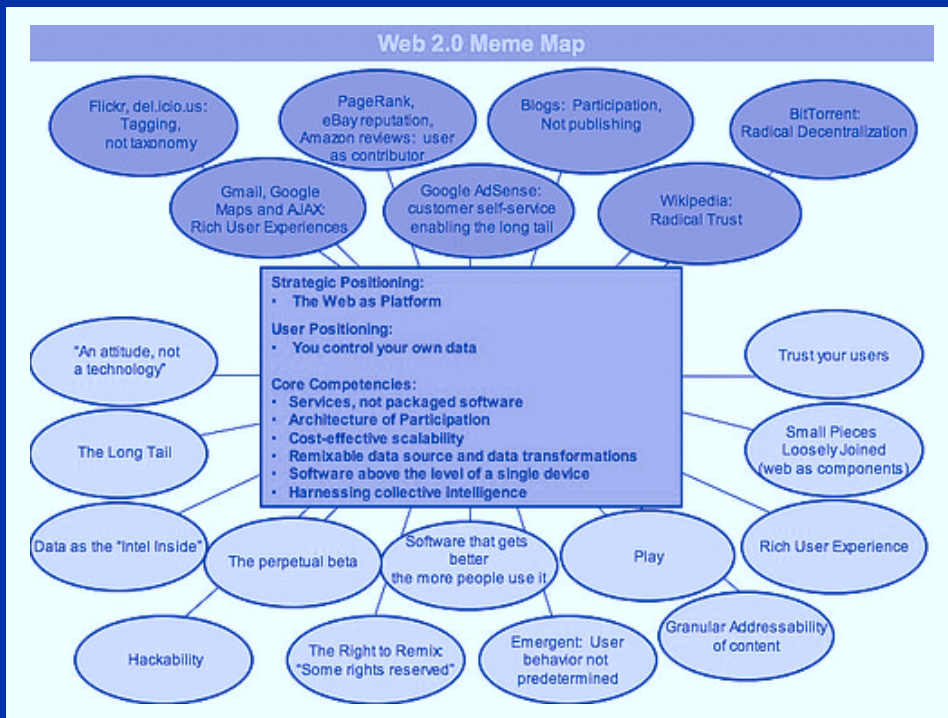 Web 2.0 Meme Map
Flickr, del.icio.us:
Tagging,
not taxonomy
PageRank,
eBay reputation,
Amazon reviews: user
as contributor
Blogs: Participation,
Not publishing
BitTorrent:
Radical Decentralization
Gmail, Google
Maps and AJAX:
Rich User Experiences
Google AdSense:
customer self-service
enabling the long tail
Wikipedia:
Radical Trust
Strategic Positioning:
• The Web as Platform
User Positioning:
• You control your own data
Core Competencies:
• Services, not packaged software
• Architecture of Participation
• Cost-effective scalability
• Remixable data source and data transformations
• Software above the level of a single device
• Harnessing collective intelligence
"An attitude, not
a technology"
Trust your users
The Long Tail
Small Pieces
Loosely Joined
(web as components)
Data as the "Intel Inside"
The perpetual beta
Software that gets
better
the more people use it
Play
Rich User Experience
Hackability
The Right to Remix:
"Some rights reserved"
Emergent: User
behavior not
predetermined
Granular Addressability
of content